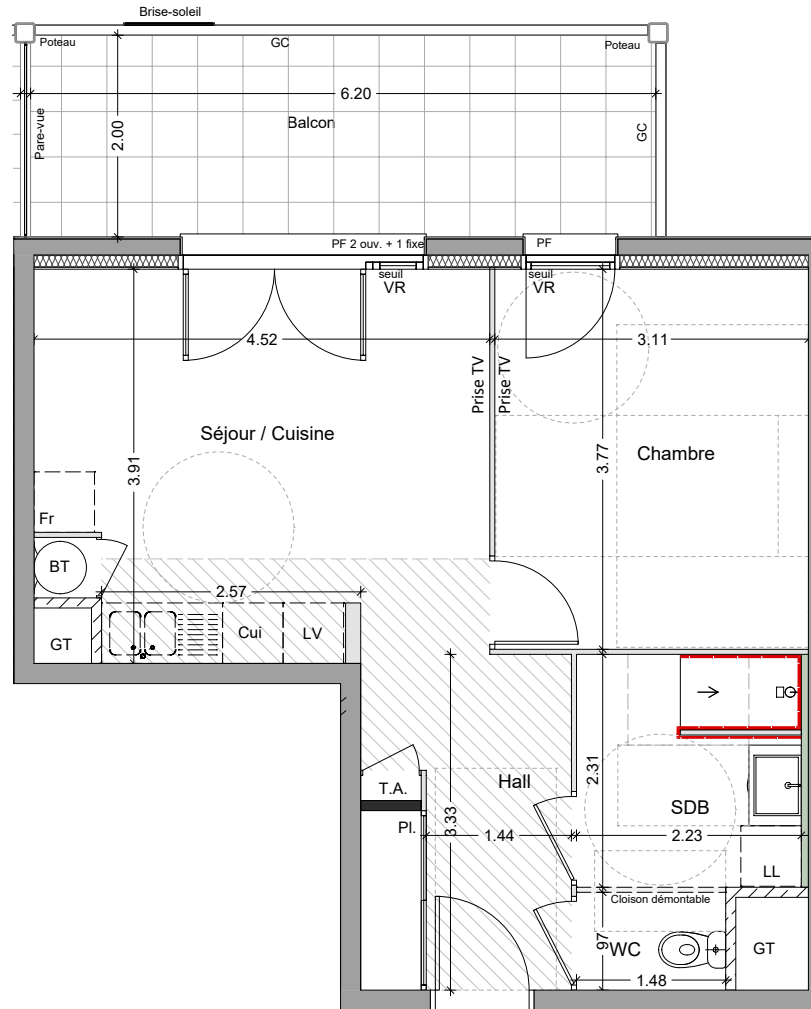 Brise-soleil
Poteau
GC
Poteau
6.20
2.00
Balcon
Pare-vue
GC
PF 2 ouv. + 1 fixe
PF
seuil
VR
seuil
VR
4.52
3.11
Prise TV
Prise TV
Séjour / Cuisine
3.91
Chambre
3.77
Fr
BT
2.57
GT
Cui
LV
T.A.
Hall
2.31
SDB
Pl.
3.33
1.44
2.23
LL
Cloison démontable
97
WC
GT
1.48